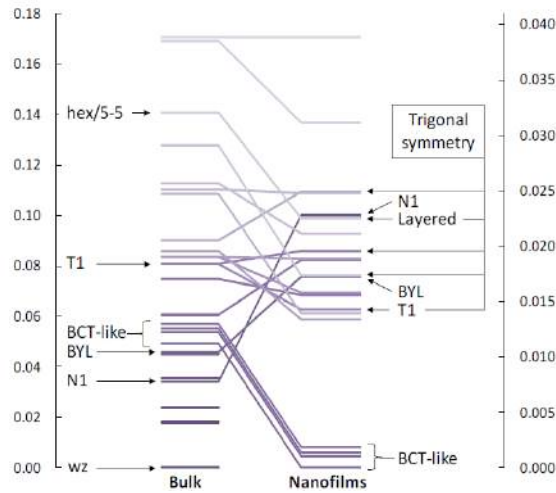 0.18
0.16
0.14
0.12
0.10
0.08
0.06
0.04
0.02
0.00
hex/5-5
T1
BCT-like
BYL
N1
wz
Bulk
Nanofilms
Trigonal
symmetry
N1
Layered
BYL
T1
BCT-like
0.040
0.035
0.030
0.025
0.020
0.015
0.010
0.005
0.000